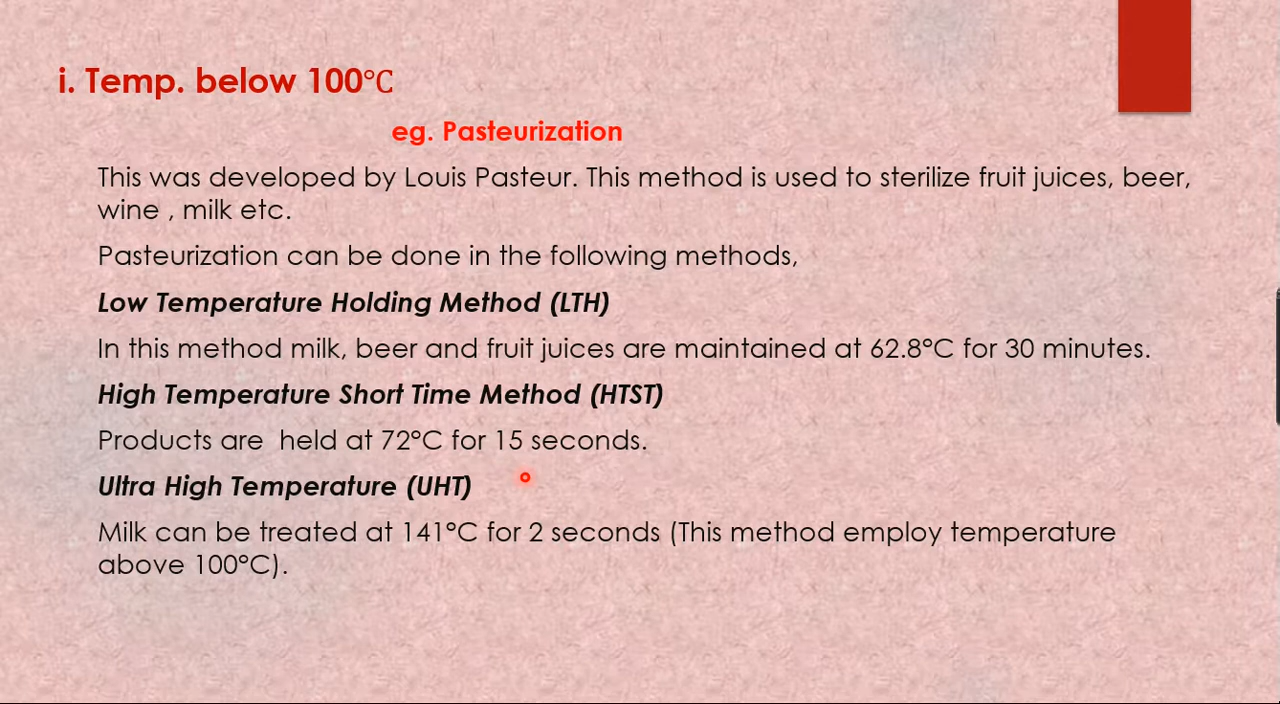 i. Temp. below 100℃
eg. Pasteurization
This was developed by Louis Pasteur. This method is used to sterilize fruit juices, beer,
wine , milk etc.
Pasteurization can be done in the following methods,
Low Temperature Holding Method (LTH)
In this method milk, beer and fruit juices are maintained at 62.8°C for 30 minutes.
High Temperature Short Time Method (HTST)
Products are  held at 72°C for 15 seconds.
Ultra High Temperature (UHT)
Milk can be treated at 141°C for 2 seconds (This method employ temperature
above 100°C).